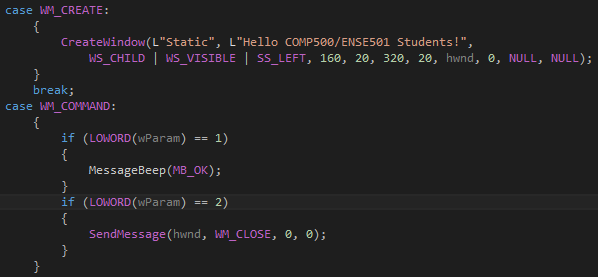 case WM_CREATE:
{
CreateWindow(L"Static", L"Hello COMP500/ENSE501 Students!",
WS_CHILD | WS_VISIBLE | SS_LEFT, 160, 20, 320, 20, hwnd, 0, NULL, NULL);
}
break;
case WM_COMMAND:
{
if (LOWORD(wParam) == 1)
{
MessageBeep(MB_OK);
}
if (LOWORD(wParam) == 2)
{
SendMessage(hwnd, WM_CLOSE, 0, 0);
}
}